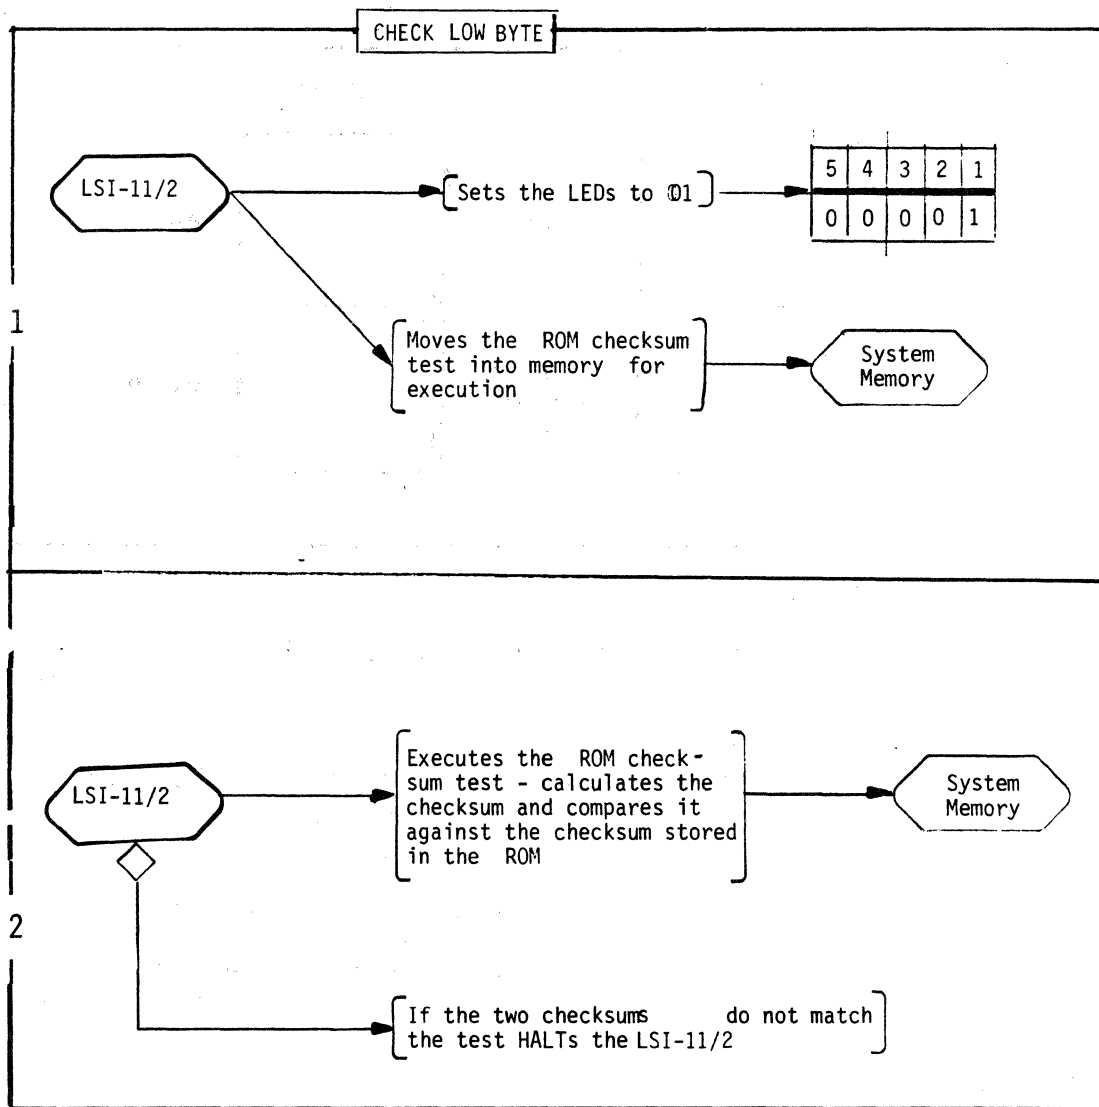 CHECK LOW BYTE
1
LSI-11/2
Sets the LEDs to 01
5 4 3 2 1
0 0 0 0 1
Moves the ROM checksum
test into memory for
execution
System
Memory
2
LSI-11/2
Executes the ROM check-
sum test - calculates the
checksum and compares it
against the checksum stored
in the ROM
System
Memory
If the two checksums do not match
the test HALTs the LSI-11/2